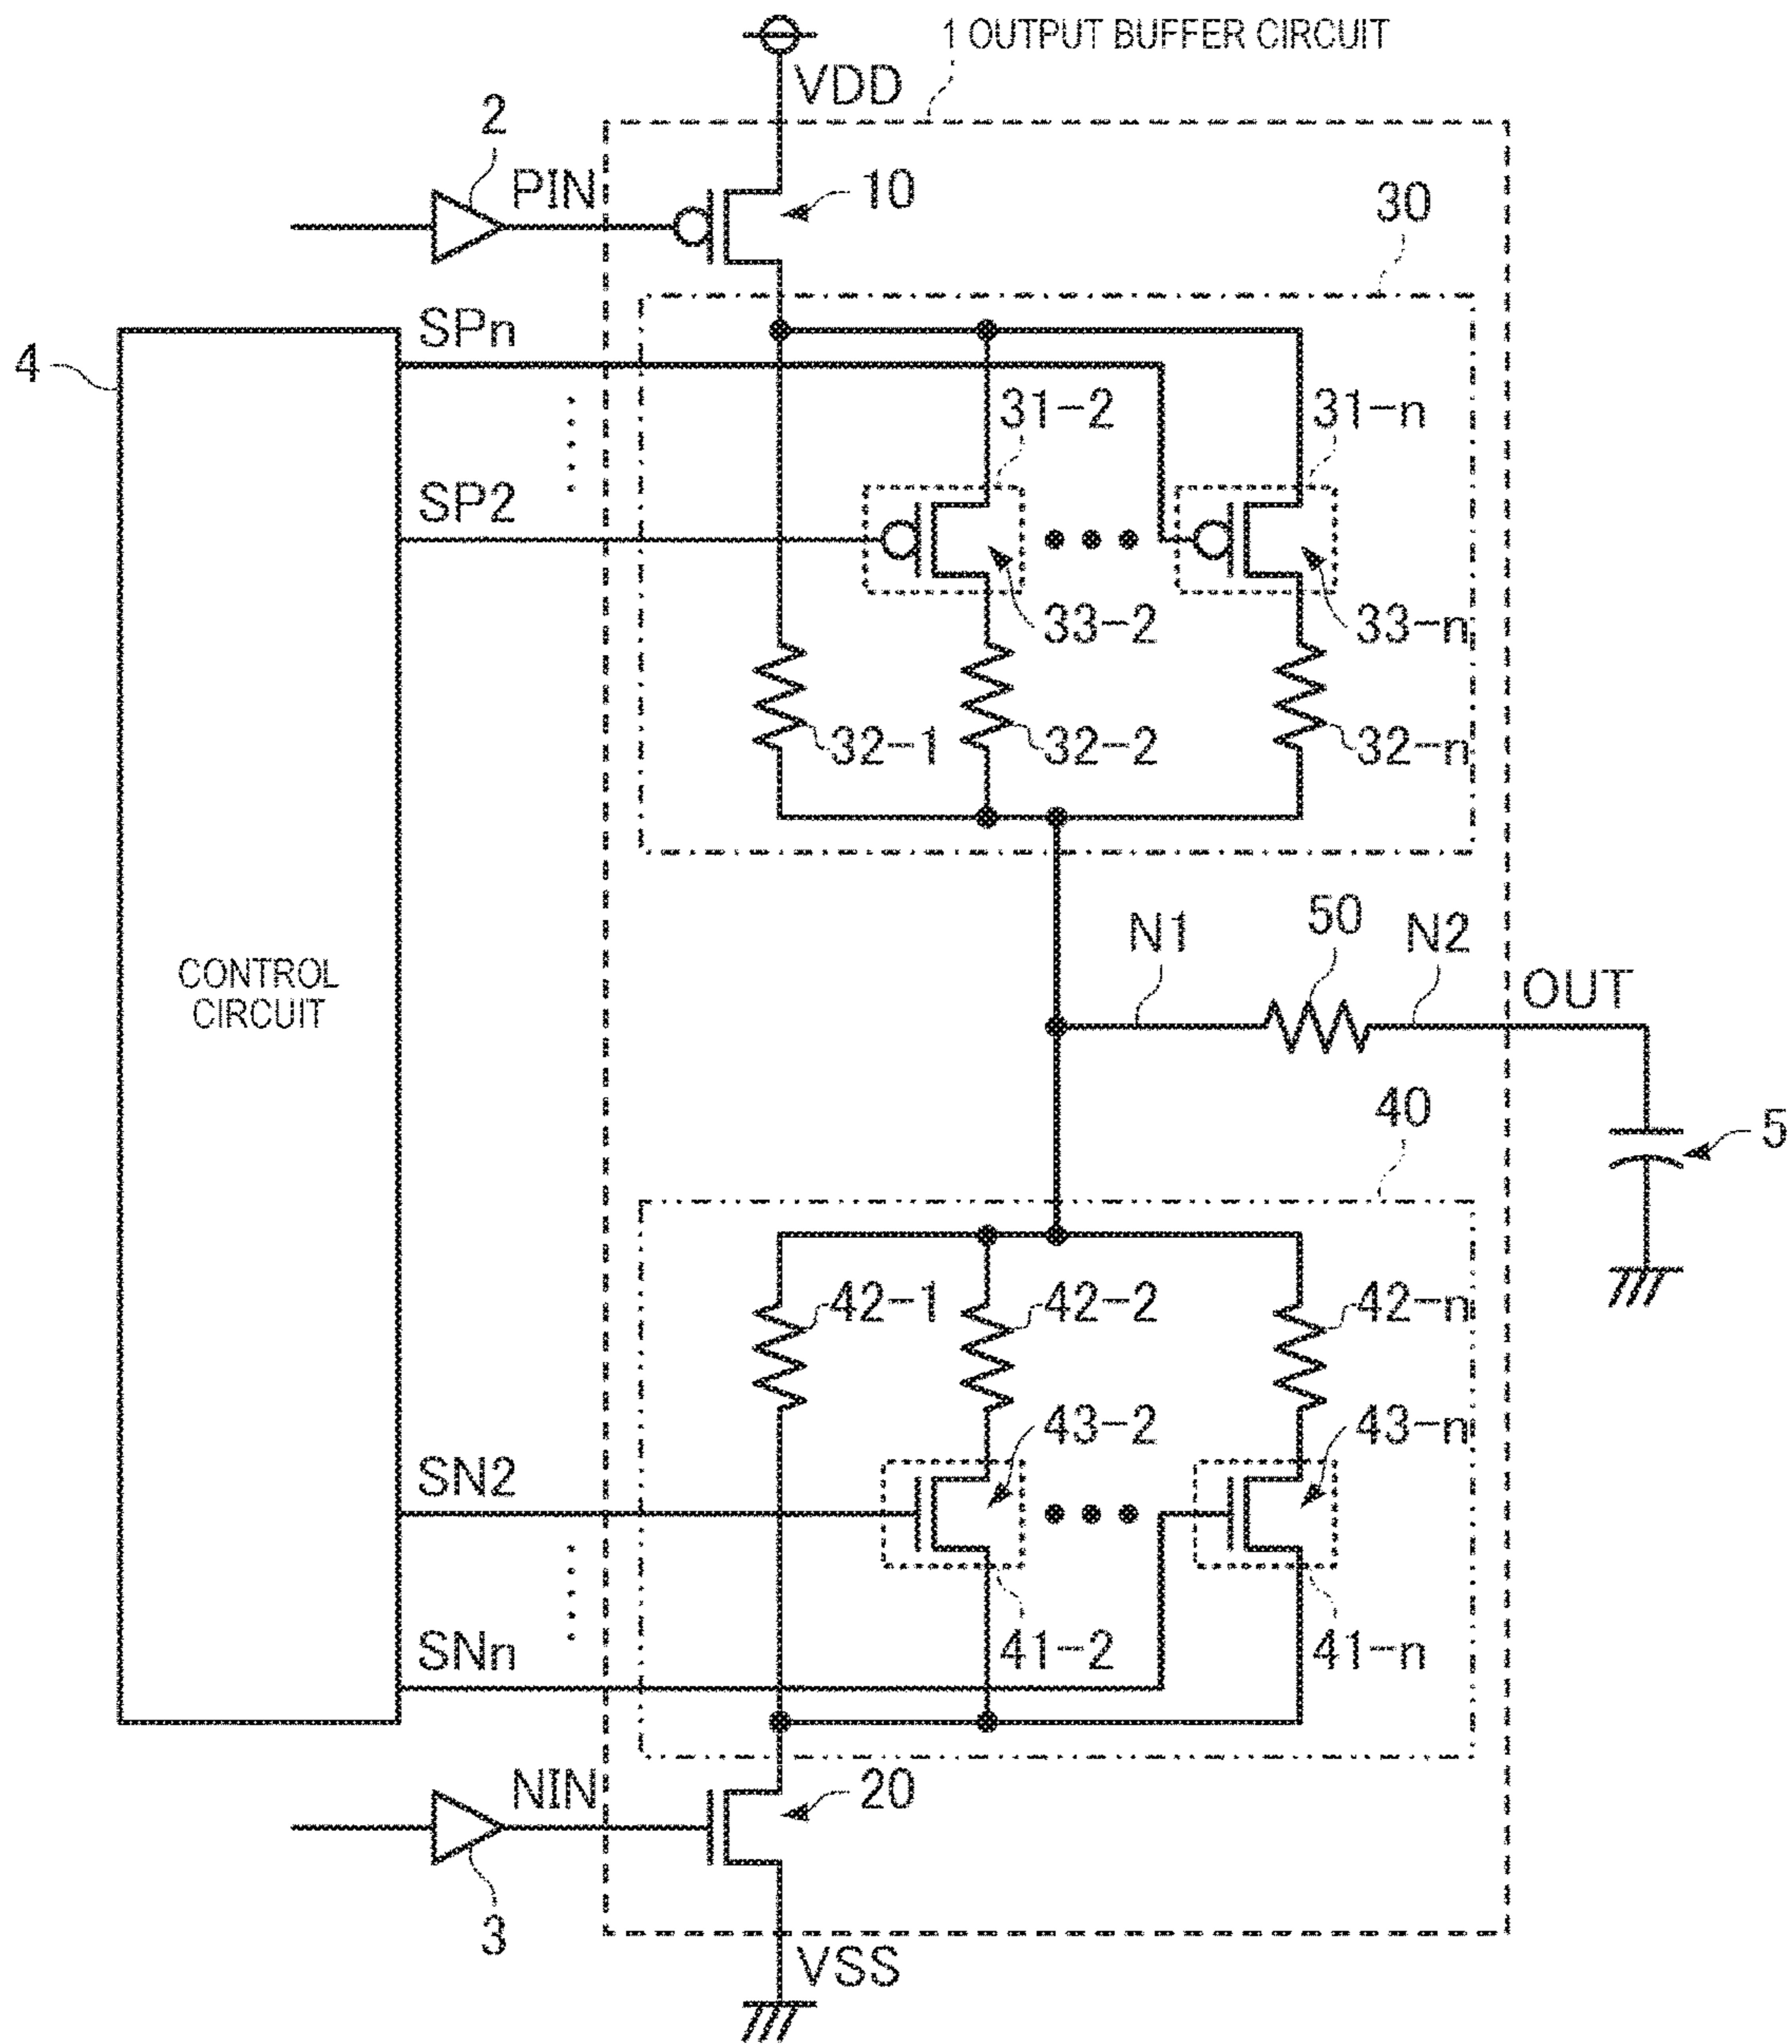 1 OUTPUT BUFFER CIRCUIT
VDD
2
PIN
10
30
SPn
4
31-2
31-n
SP2
33-2
33-n
32-1
32-2
32-n
CONTROL
CIRCUIT
N1
50
N2
OUT
40
5
42-1
42-2
42-n
43-2
43-n
SN2
SNn
41-2
41-n
NIN
20
3
VSS